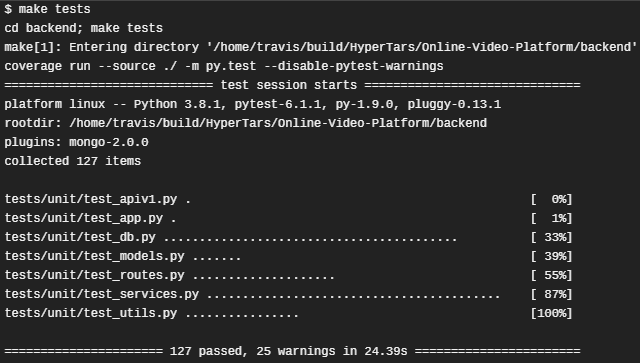 $ make tests
cd backend; make tests
make[1]: Entering directory '/home/travis/build/HyperTars/Online-Video-Platform/backend'
coverage run --source ./ -m py.test --disable-pytest-warnings
============================= test session starts ==============================
platform linux -- Python 3.8.1, pytest-6.1.1, py-1.9.0, pluggy-0.13.1
rootdir: /home/travis/build/HyperTars/Online-Video-Platform/backend
plugins: mongo-2.0.0
collected 127 items
tests/unit/test_apiv1.py . [  0%]
tests/unit/test_app.py . [  1%]
tests/unit/test_db.py ......................................... [ 33%]
tests/unit/test_models.py ....... [ 39%]
tests/unit/test_routes.py .................... [ 55%]
tests/unit/test_services.py ......................................... [ 87%]
tests/unit/test_utils.py ................ [100%]
====================== 127 passed, 25 warnings in 24.39s =======================